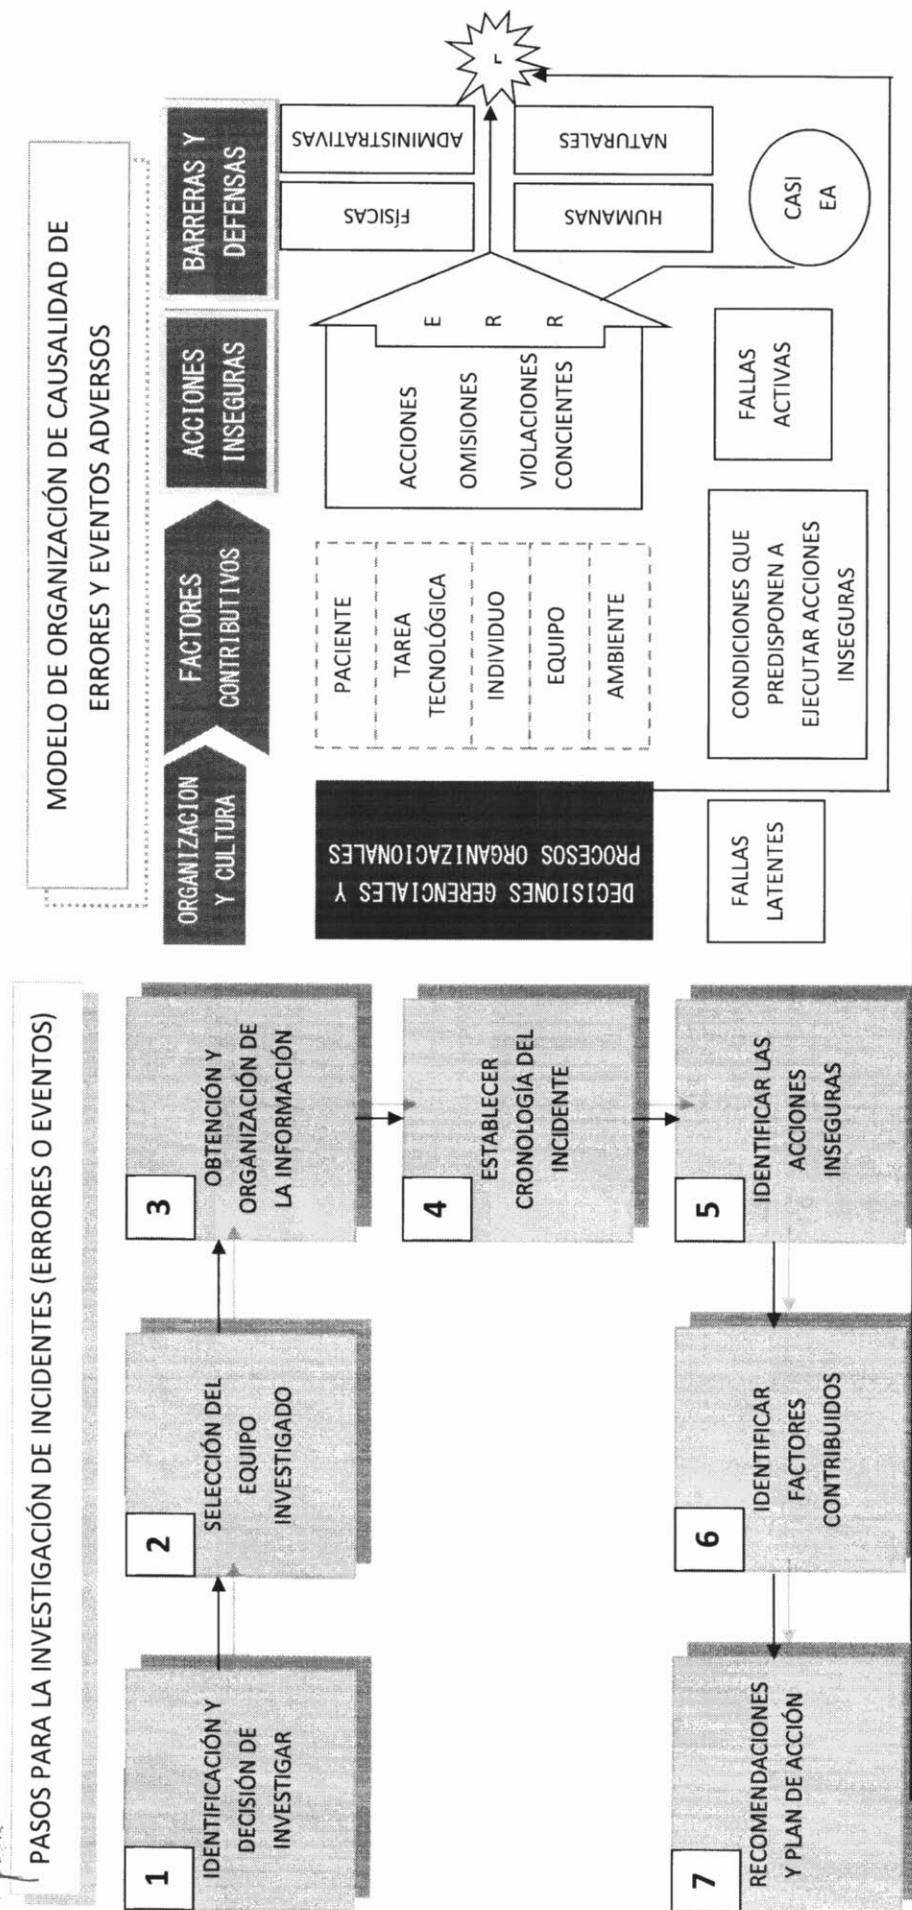 PASOS PARA LA INVESTIGACIÓN DE INCIDENTES (ERRORES O EVENTOS)
1
IDENTIFICACIÓN Y
DECISIÓN DE
INVESTIGAR
2
SELECCIÓN DEL
EQUIPO
INVESTIGADO
3
OBTENCIÓN Y
ORGANIZACIÓN DE
LA INFORMACIÓN
4
ESTABLECER
CRONOLOGÍA DEL
INCIDENTE
5
IDENTIFICAR LAS
ACCIONES
INSEGURAS
6
IDENTIFICAR
FACTORES
CONTRIBUIDOS
7
RECOMENDACIONES
Y PLAN DE ACCIÓN
MODELO DE ORGANIZACIÓN DE CAUSALIDAD DE
ERRORES Y EVENTOS ADVERSOS
ORGANIZACION
Y CULTURA
FACTORES
CONTRIBUTIVOS
ACCIONES
INSEGURAS
BARRERAS Y
DEFENSAS
DECISIONES GERENCIALES Y
PROCESOS ORGANIZACIONALES
PACIENTE
TAREA
TECNOLÓGICA
INDIVIDUO
EQUIPO
AMBIENTE
ACCIONES
OMISIONES
VIOLACIONES
CONCIENTES
E
R
R
FÍSICAS
ADMINISTRATIVAS
HUMANAS
NATURALES
L
CASI
EA
FALLAS
LATENTES
CONDICIONES QUE
PREDISPONEN A
EJECUTAR ACCIONES
INSEGURAS
FALLAS
ACTIVAS